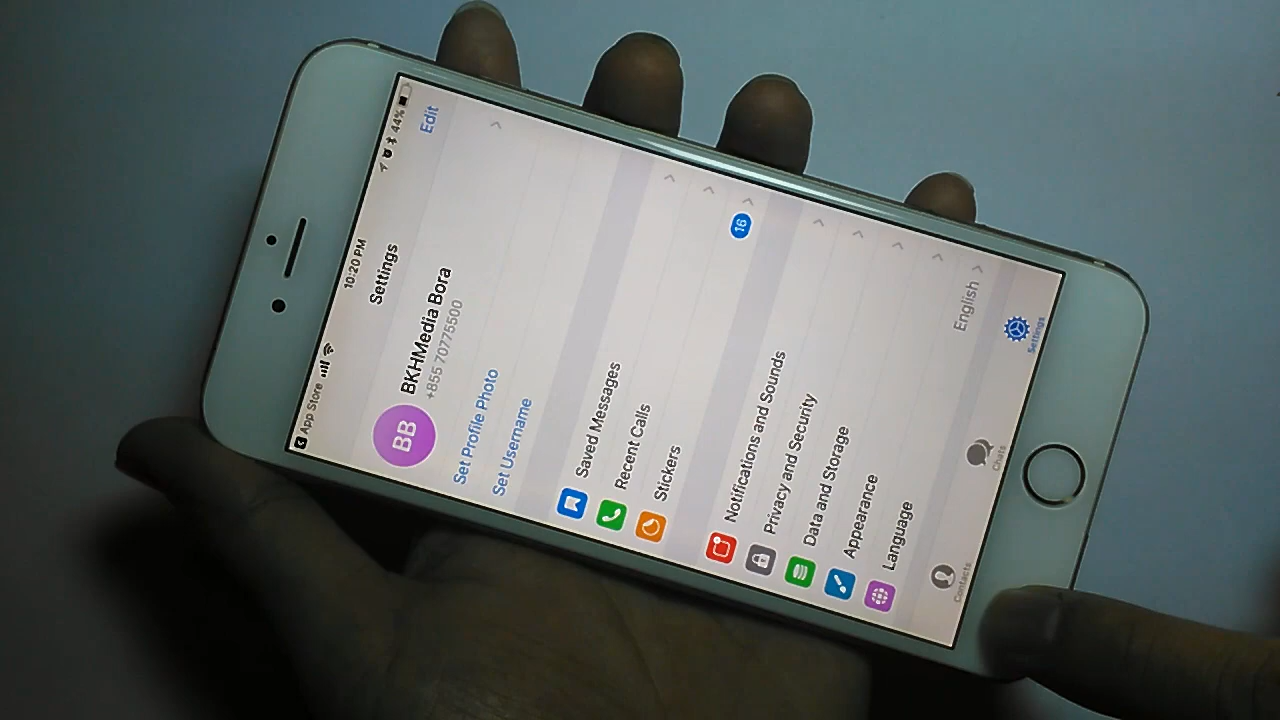 App Store 10:20 PM 44%
Settings Edit
BB
BKHMedia Bora
+855 70775500
Set Profile Photo
Set Username
Saved Messages
Recent Calls
Stickers 16
Notifications and Sounds
Privacy and Security
Data and Storage
Appearance
Language English
Contacts Chats Settings